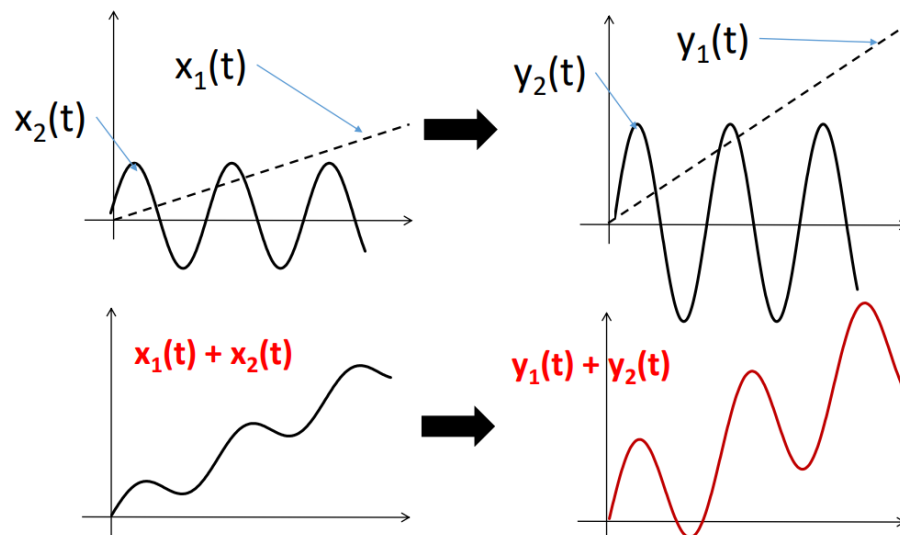 x₁(t)
x₂(t)
y₁(t)
y₂(t)
x₁(t) + x₂(t)
y₁(t) + y₂(t)